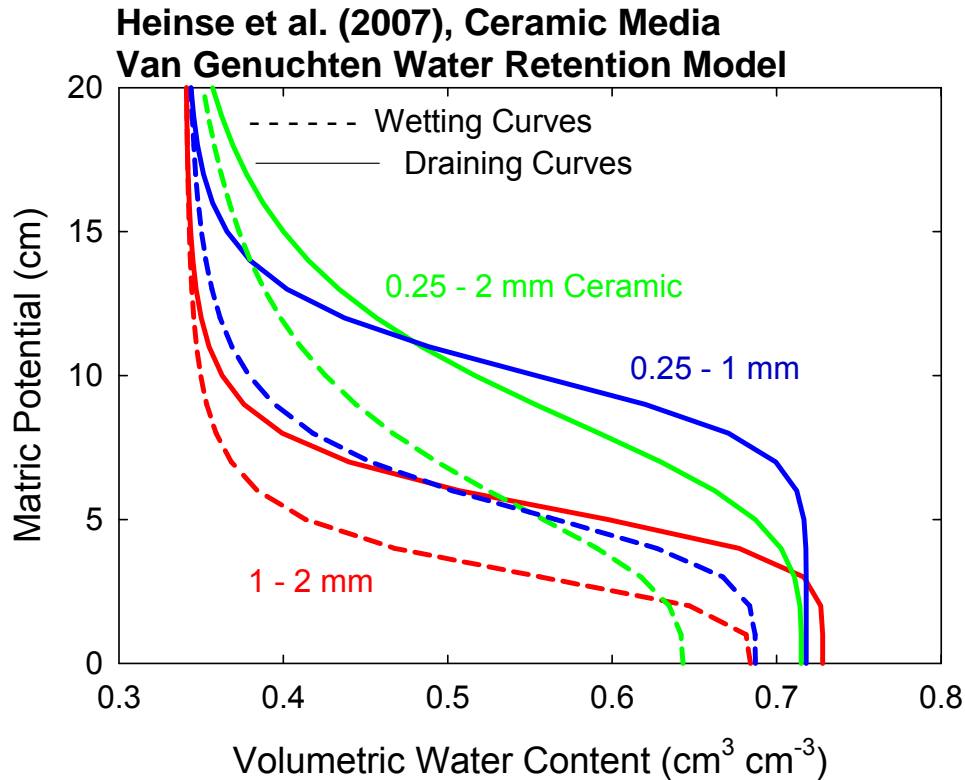 Heinse et al. (2007), Ceramic Media
Van Genuchten Water Retention Model
20
15
10
5
0
Matric Potential (cm)
Wetting Curves
Draining Curves
0.25 - 2 mm Ceramic
0.25 - 1 mm
1 - 2 mm
0.3 0.4 0.5 0.6 0.7 0.8
Volumetric Water Content (cm³ cm⁻³)